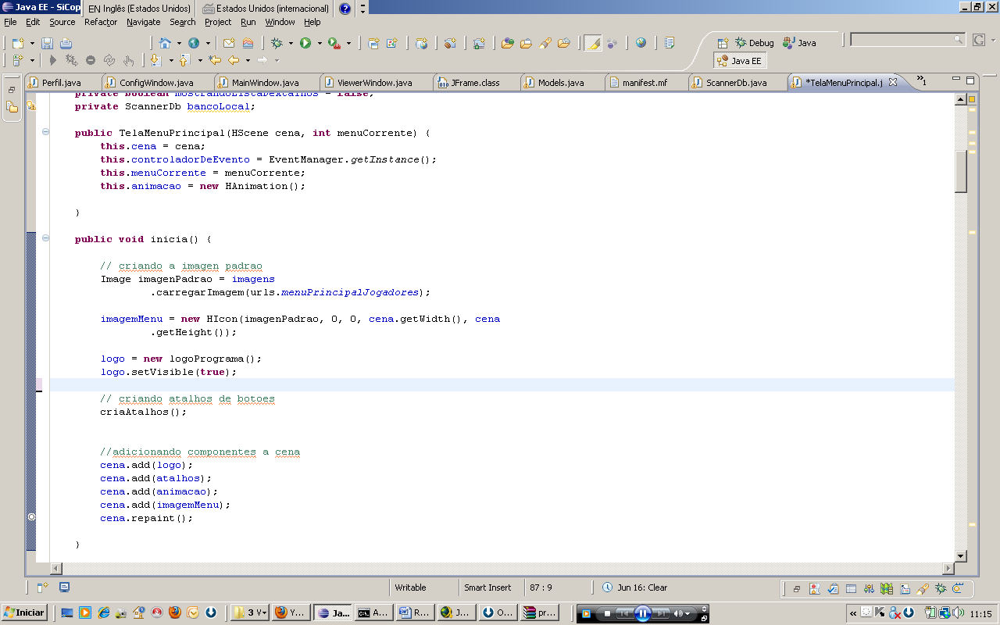 Java EE - SiCop
EN Inglês (Estados Unidos)
Estados Unidos (internacional)
File Edit Source Refactor Navigate Search Project Run Window Help
Debug
Java
Java EE
Perfil.java
ConfigWindow.java
MainWindow.java
ViewerWindow.java
JFrame.class
Models.java
manifest.mf
ScannerDb.java
*TelaMenuPrincipal.j
»1
private boolean mostrandoListaDeAtalhos = false;
private ScannerDb bancoLocal;
public TelaMenuPrincipal(HScene cena, int menuCorrente) {
this.cena = cena;
this.controladorDeEvento = EventManager.getInstance();
this.menuCorrente = menuCorrente;
this.animacao = new HAnimation();
}
public void inicia() {
// criando a imagen padrao
Image imagenPadrao = imagens
.carregarImagem(urls.menuPrincipalJogadores);
imagemMenu = new HIcon(imagenPadrao, 0, 0, cena.getWidth(), cena
.getHeight());
logo = new logoPrograma();
logo.setVisible(true);
// criando atalhos de botoes
criaAtalhos();
//adicionando componentes a cena
cena.add(logo);
cena.add(atalhos);
cena.add(animacao);
cena.add(imagemMenu);
cena.repaint();
}
Writable
Smart Insert
87 : 9
Jun 16: Clear
Iniciar
3 V
Y...
Ja...
A...
R...
J...
O...
pr...
11:15